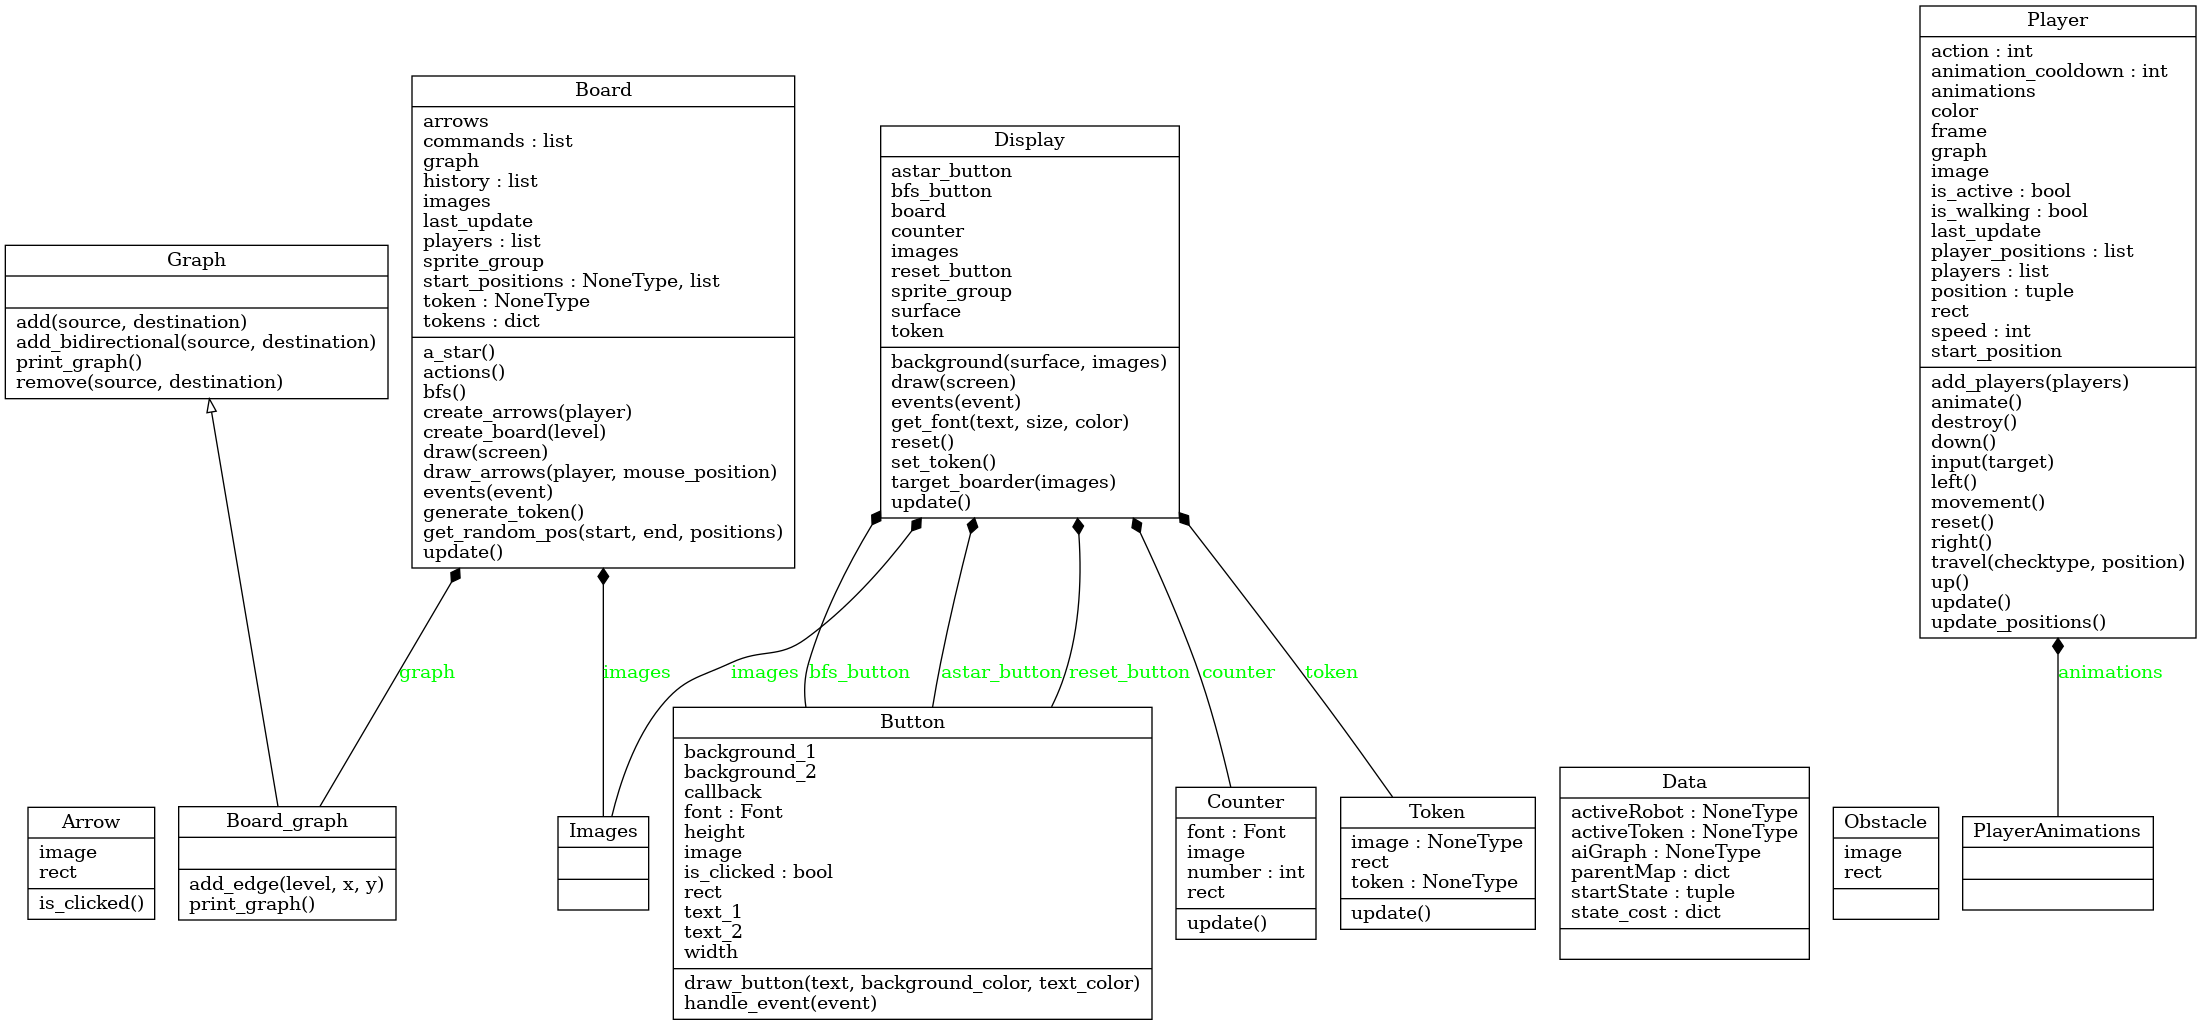 Player
action : int
animation_cooldown : int
animations
color
frame
graph
image
is_active : bool
is_walking : bool
last_update
player_positions : list
players : list
position : tuple
rect
speed : int
start_position
add_players(players)
animate()
destroy()
down()
input(target)
left()
movement()
reset()
right()
travel(checktype, position)
up()
update()
update_positions()
Board
arrows
commands : list
graph
history : list
images
last_update
players : list
sprite_group
start_positions : NoneType, list
token : NoneType
tokens : dict
a_star()
actions()
bfs()
create_arrows(player)
create_board(level)
draw(screen)
draw_arrows(player, mouse_position)
events(event)
generate_token()
get_random_pos(start, end, positions)
update()
Display
astar_button
bfs_button
board
counter
images
reset_button
sprite_group
surface
token
background(surface, images)
draw(screen)
events(event)
get_font(text, size, color)
reset()
set_token()
target_boarder(images)
update()
Graph
add(source, destination)
add_bidirectional(source, destination)
print_graph()
remove(source, destination)
graph
images
images
bfs_button
astar_button
reset_button
counter
token
animations
Arrow
image
rect
is_clicked()
Board_graph
add_edge(level, x, y)
print_graph()
Images
Button
background_1
background_2
callback
font : Font
height
image
is_clicked : bool
rect
text_1
text_2
width
draw_button(text, background_color, text_color)
handle_event(event)
Counter
font : Font
image
number : int
rect
update()
Token
image : NoneType
rect
token : NoneType
update()
Data
activeRobot : NoneType
activeToken : NoneType
aiGraph : NoneType
parentMap : dict
startState : tuple
state_cost : dict
Obstacle
image
rect
PlayerAnimations